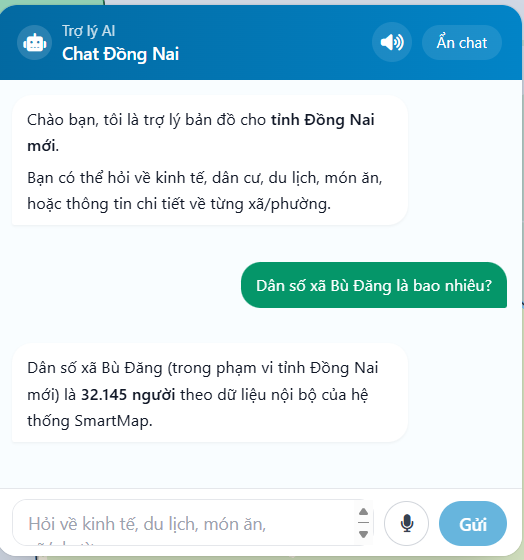 Trợ lý AI
Chat Đồng Nai
Ẩn chat
Chào bạn, tôi là trợ lý bản đồ cho tỉnh Đồng Nai
mới.
Bạn có thể hỏi về kinh tế, dân cư, du lịch, món ăn,
hoặc thông tin chi tiết về từng xã/phường.
Dân số xã Bù Đăng là bao nhiêu?
Dân số xã Bù Đăng (trong phạm vi tỉnh Đồng Nai
mới) là 32.145 người theo dữ liệu nội bộ của hệ
thống SmartMap.
Hỏi về kinh tế, du lịch, món ăn,
Gửi